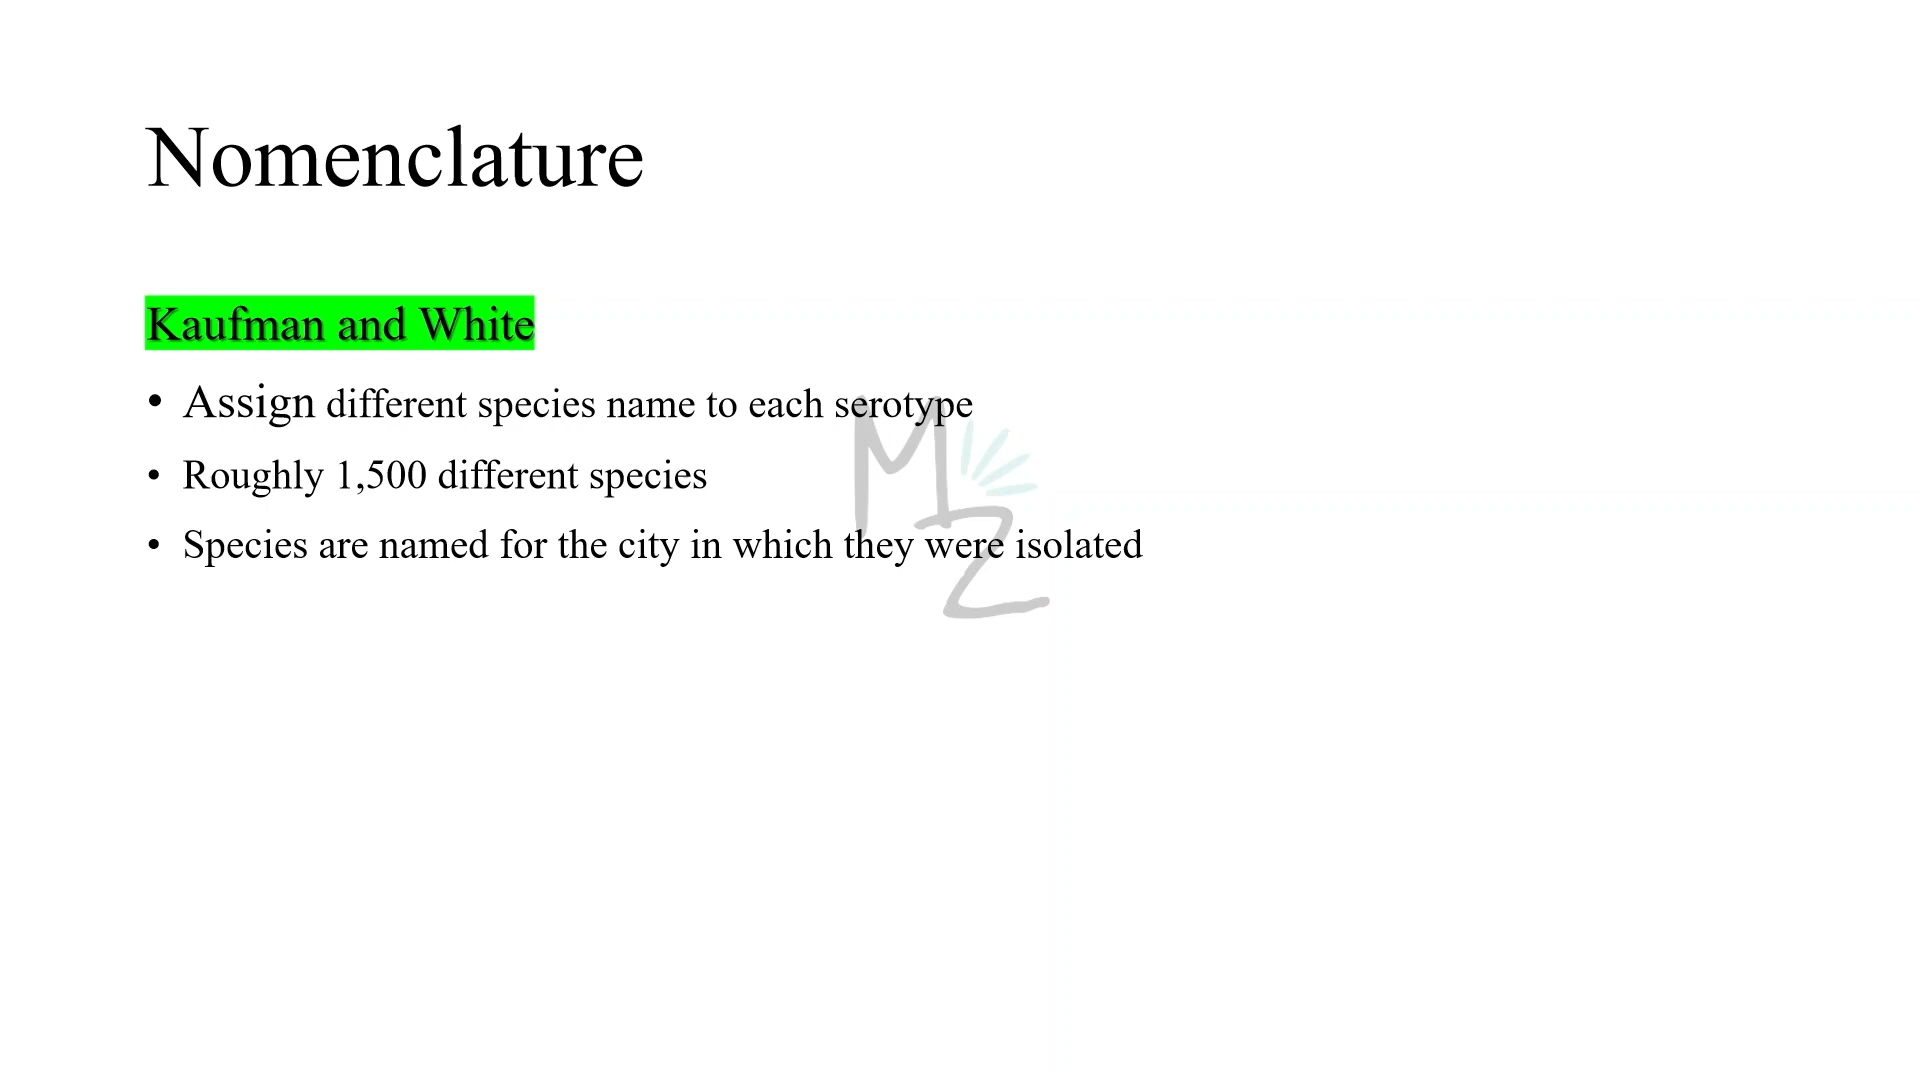 Nomenclature
Kaufman and White
• Assign different species name to each serotype
• Roughly 1,500 different species
• Species are named for the city in which they were isolated
MZ